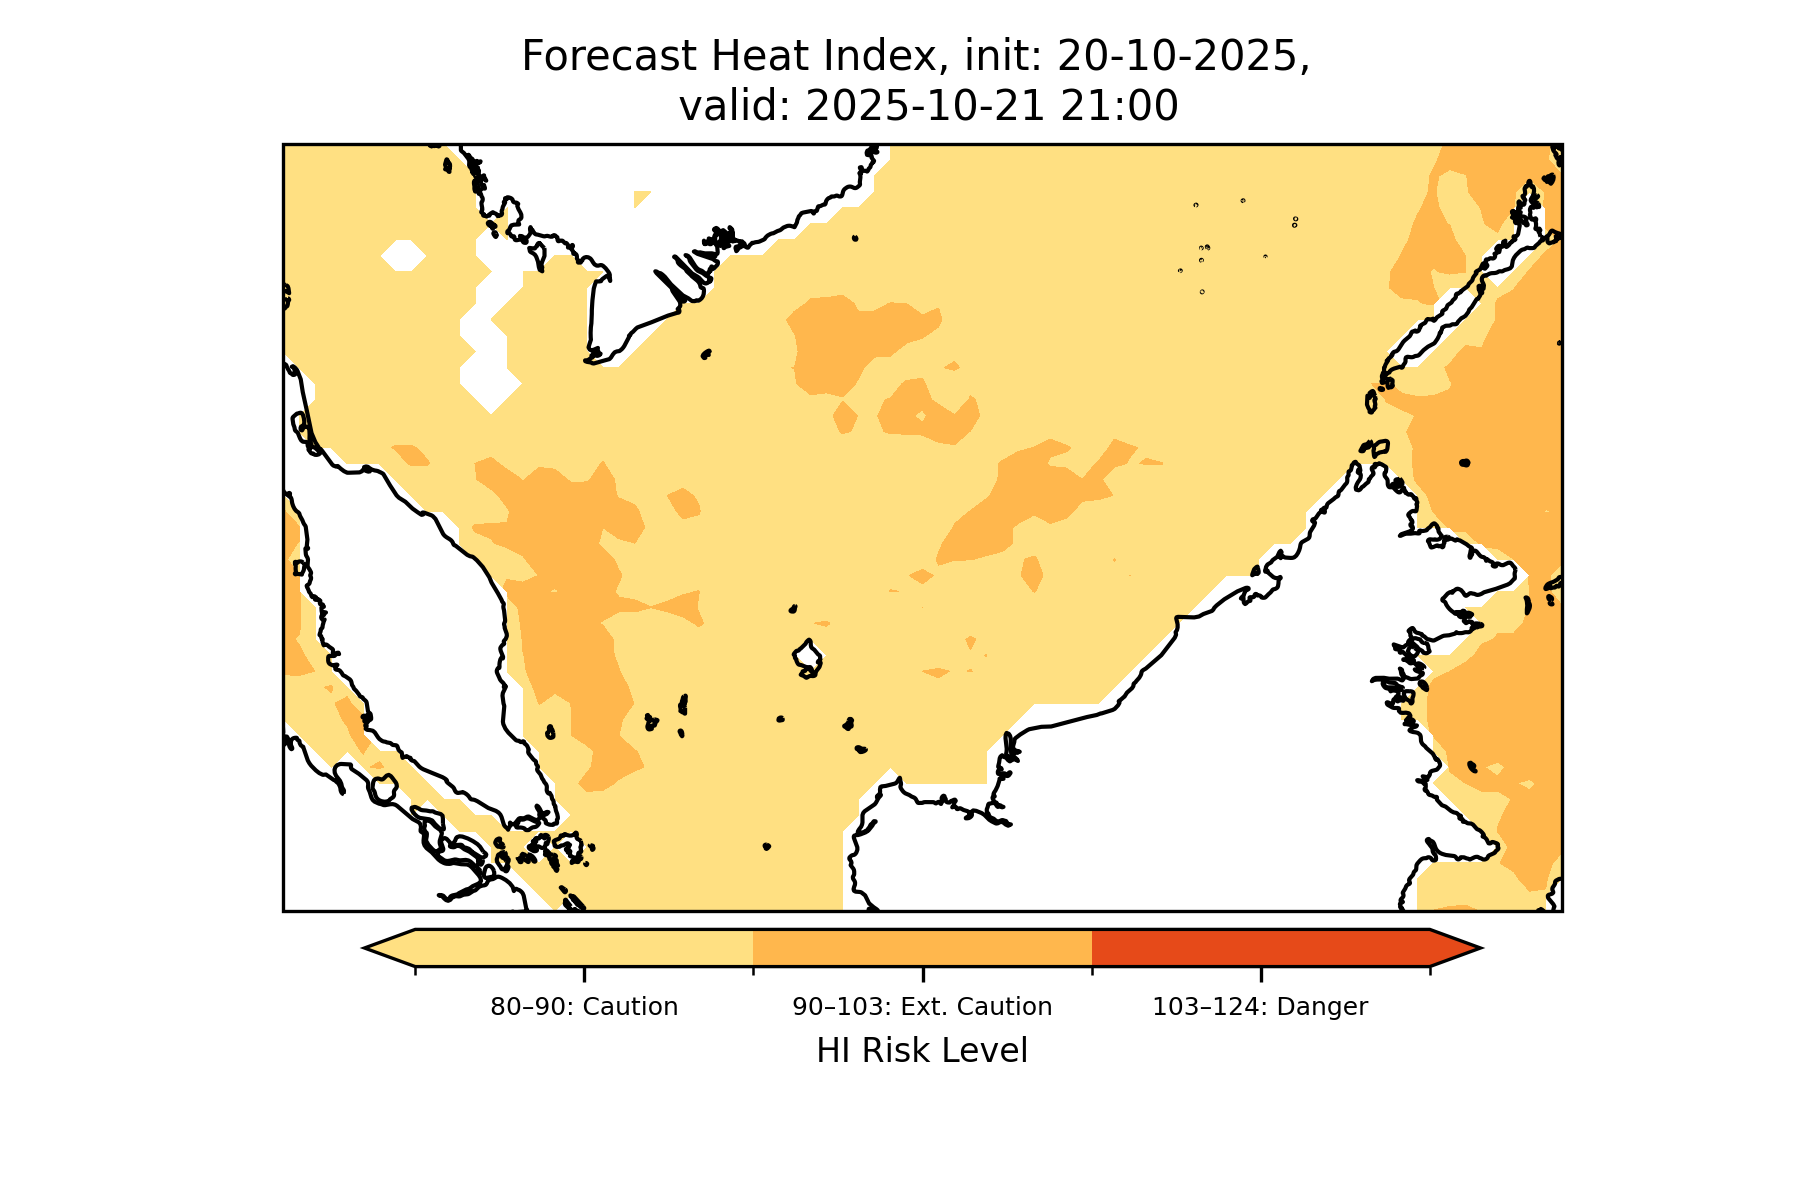 Forecast Heat Index, init: 20-10-2025,
valid: 2025-10-21 21:00
80–90: Caution
90–103: Ext. Caution
103–124: Danger
HI Risk Level